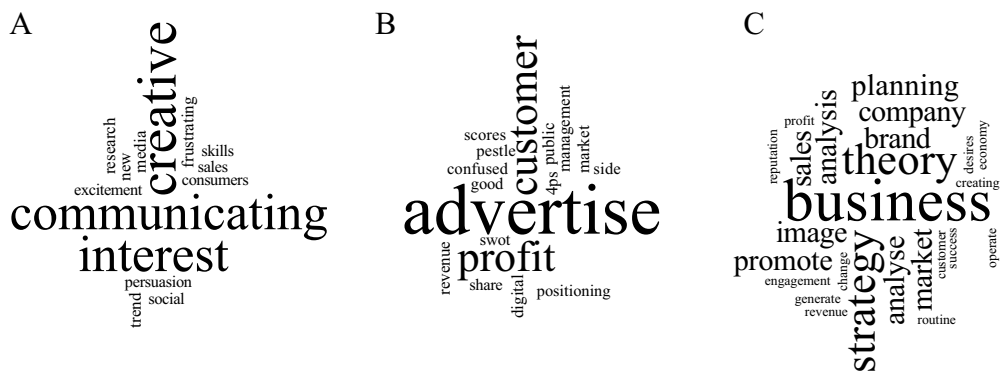 A
creative
research
new
media
frustrating
skills
sales
consumers
excitement
communicating
interest
persuasion
trend
social
B
customer
scores
pestle
confused
good
4ps
public
management
market
side
advertise
swot
profit
revenue
share
digital
positioning
C
planning
company
brand
theory
profit
reputation
sales
analysis
desires
economy
creating
business
image
promote
engagement
change
generate
revenue
strategy
analyse
market
customer
success
operate
routine